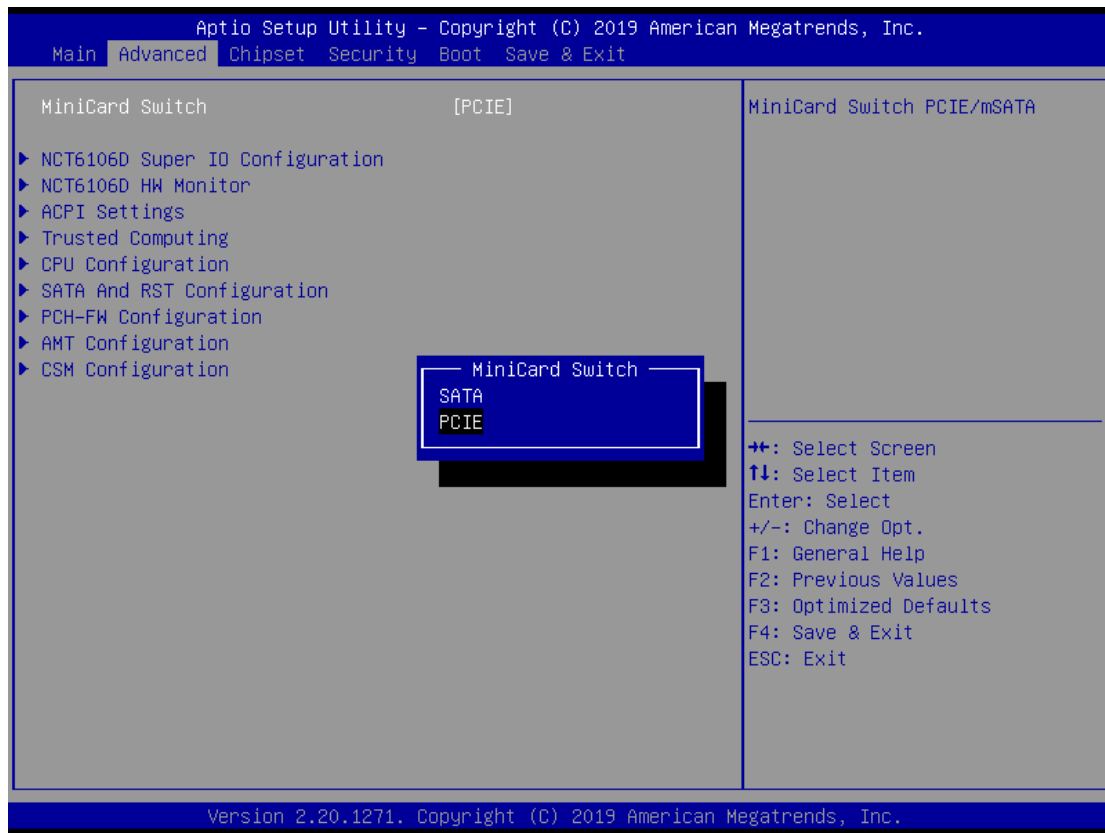 Aptio Setup Utility – Copyright (C) 2019 American Megatrends, Inc.
Main Advanced Chipset Security Boot Save & Exit
MiniCard Switch [PCIE]
NCT6106D Super IO Configuration
NCT6106D HW Monitor
ACPI Settings
Trusted Computing
CPU Configuration
SATA And RST Configuration
PCH-FW Configuration
AMT Configuration
CSM Configuration
MiniCard Switch
SATA
PCIE
MiniCard Switch PCIE/mSATA
→←: Select Screen
↑↓: Select Item
Enter: Select
+/-: Change Opt.
F1: General Help
F2: Previous Values
F3: Optimized Defaults
F4: Save & Exit
ESC: Exit
Version 2.20.1271. Copyright (C) 2019 American Megatrends, Inc.